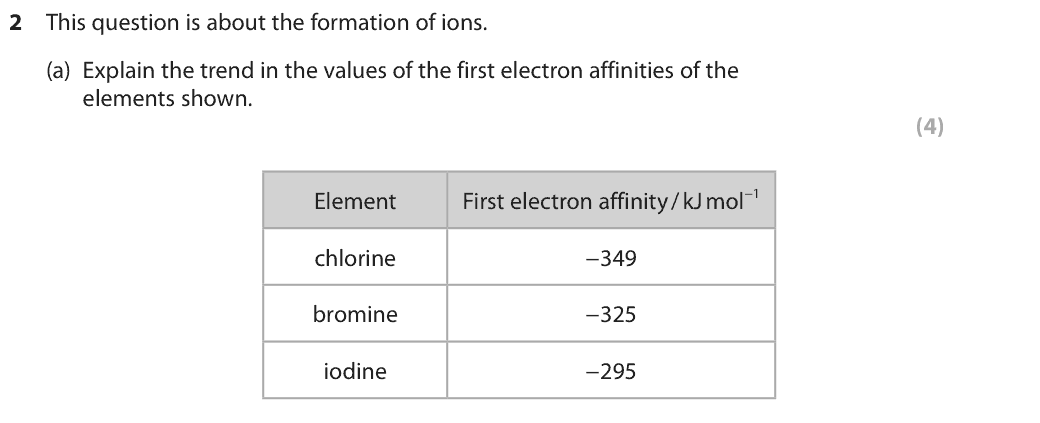 2 This question is about the formation of ions.
(a) Explain the trend in the values of the first electron affinities of the
elements shown.
(4)
Element First electron affinity / kJ mol⁻¹
chlorine −349
bromine −325
iodine −295